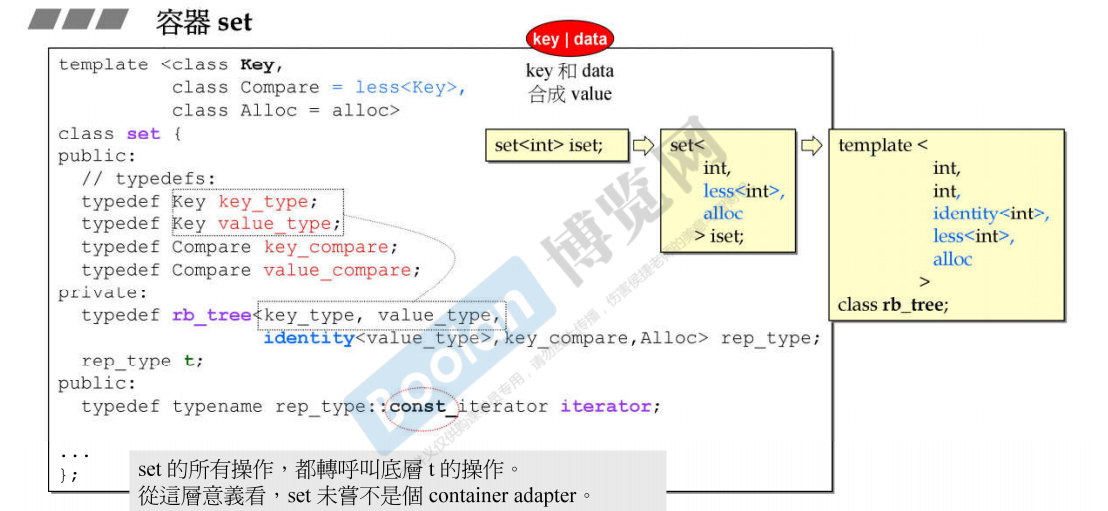 容器 set
key | data
key 和 data
合成 value
template <class Key,
class Compare = less<Key>,
class Alloc = alloc>
class set {
public:
// typedefs:
typedef Key key_type;
typedef Key value_type;
typedef Compare key_compare;
typedef Compare value_compare;
private:
typedef rb_tree<key_type, value_type,
identity<value_type>,key_compare,Alloc> rep_type;
rep_type t;
public:
typedef typename rep_type::const_iterator iterator;
...
};
set<int> iset;
set<
int,
less<int>,
alloc
> iset;
template <
int,
int,
identity<int>,
less<int>,
alloc
>
class rb_tree;
set 的所有操作，都轉呼叫底層 t 的操作。
從這層意義看，set 未嘗不是個 container adapter。
Boolan 博览网